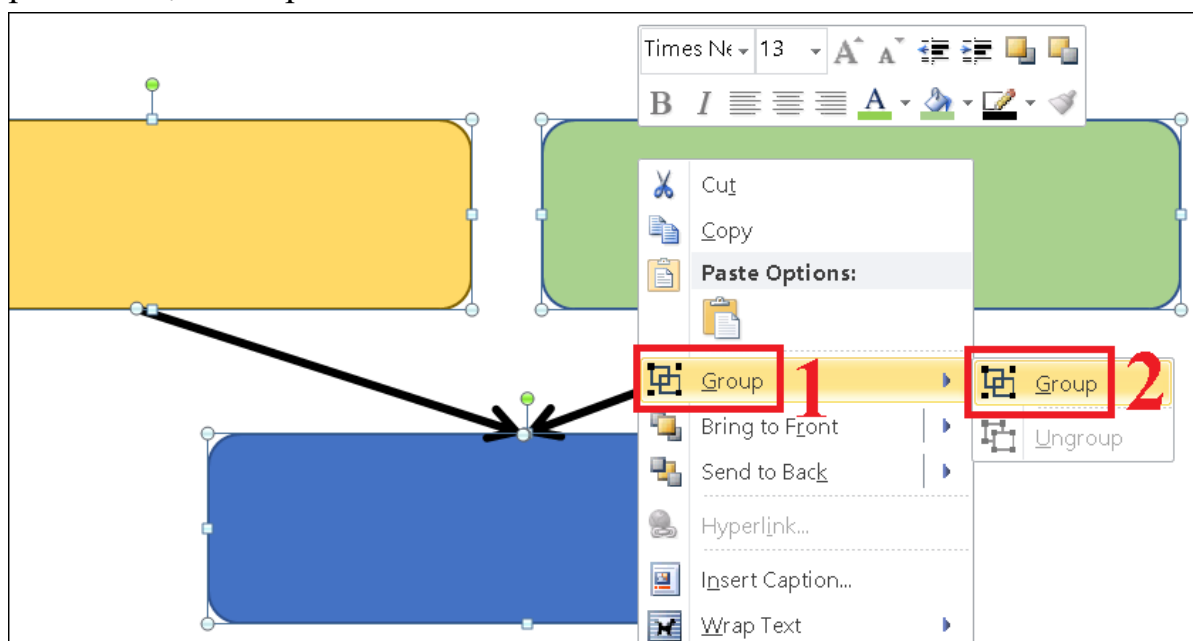 Times Ne 13 A A
B I A
Cut
Copy
Paste Options:
Group 1 Group 2
Bring to Front Ungroup
Send to Back
Hyperlink...
Insert Caption...
Wrap Text